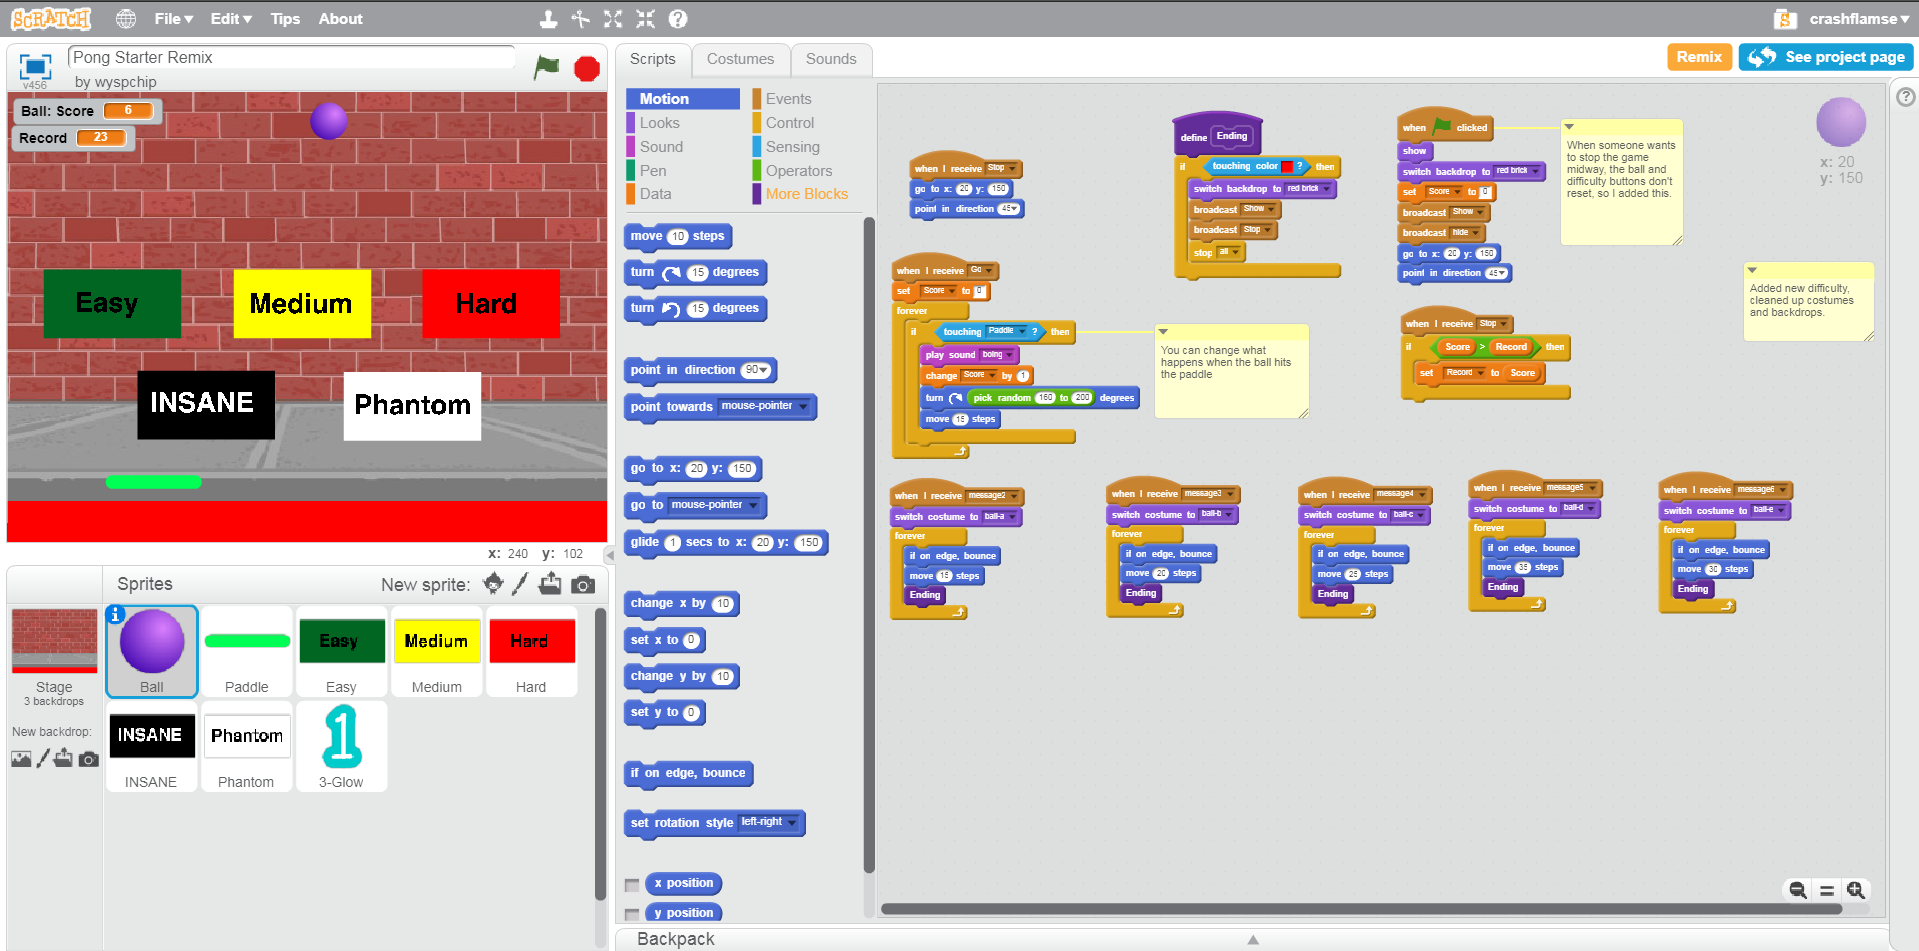 SCRATCH
File▼ Edit▼ Tips About
crashflamse▼
v456
Pong Starter Remix
by wyspchip
Scripts Costumes Sounds
Remix
See project page
Ball: Score 6
Record 23
Easy Medium Hard
INSANE Phantom
x: 240 y: 102
Sprites New sprite:
Stage
3 backdrops
New backdrop:
Easy Medium Hard
Ball Paddle Easy Medium Hard
INSANE Phantom 1
INSANE Phantom 3-Glow
Motion Events
Looks Control
Sound Sensing
Pen Operators
Data More Blocks
move 10 steps
turn 15 degrees
turn 15 degrees
point in direction 90▼
point towards mouse-pointer
go to x: 20 y: 150
go to mouse-pointer
glide 1 secs to x: 20 y: 150
change x by 10
set x to 0
change y by 10
set y to 0
if on edge, bounce
set rotation style left-right
x position
y position
when I receive Stop
go to x: 20 y: 150
point in direction 45▼
define Ending
if touching color ? then
switch backdrop to red brick
broadcast Show
broadcast Stop
stop all
when clicked
show
switch backdrop to red brick
set Score to 0
broadcast Show
broadcast hide
go to x: 20 y: 150
point in direction 45▼
When someone wants
to stop the game
midway, the ball and
difficulty buttons don't
reset, so I added this.
x: 20
y: 150
Added new difficulty,
cleaned up costumes
and backdrops.
when I receive Go
set Score to 0
forever
if touching Paddle ? then
play sound boing
change Score by 1
turn pick random 160 to 200 degrees
move 15 steps
You can change what
happens when the ball hits
the paddle
when I receive Stop
if Score > Record then
set Record to Score
when I receive message2
switch costume to ball-a
forever
if on edge, bounce
move 15 steps
Ending
when I receive message3
switch costume to ball-b
forever
if on edge, bounce
move 20 steps
Ending
when I receive message4
switch costume to ball-c
forever
if on edge, bounce
move 25 steps
Ending
when I receive message5
switch costume to ball-d
forever
if on edge, bounce
move 35 steps
Ending
when I receive message6
switch costume to ball-e
forever
if on edge, bounce
move 30 steps
Ending
Backpack